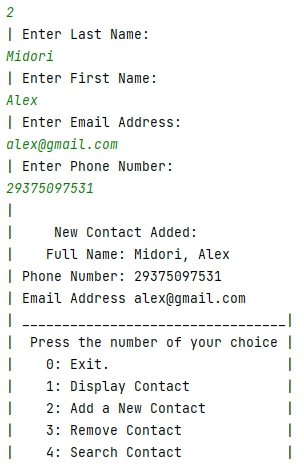 2
| Enter Last Name:
Midori
| Enter First Name:
Alex
| Enter Email Address:
alex@gmail.com
| Enter Phone Number:
29375097531
|
|     New Contact Added:
|    Full Name: Midori, Alex
| Phone Number: 29375097531
| Email Address alex@gmail.com
| _________________________________|
|  Press the number of your choice |
|    0: Exit.                      |
|    1: Display Contact            |
|    2: Add a New Contact          |
|    3: Remove Contact             |
|    4: Search Contact             |